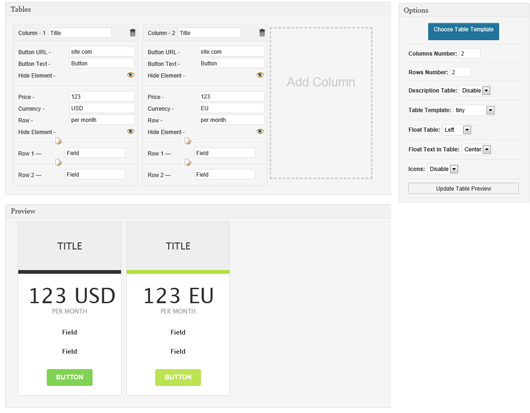 Tables
Column - 1 Title
Button URL - site.com
Button Text - Button
Hide Element -
Price - 123
Currency - USD
Row - per month
Hide Element -
Row 1 — Field
Row 2 — Field
Column - 2 Title
Button URL - site.com
Button Text - Button
Hide Element -
Price - 123
Currency - EU
Row - per month
Hide Element -
Row 1 — Field
Row 2 — Field
Add Column
Options
Choose Table Template
Columns Number: 2
Rows Number: 2
Description Table: Disable
Table Template: tiny
Float Table: Left
Float Text in Table: Center
Icons: Disable
Update Table Preview
Preview
TITLE
123 USD
PER MONTH
Field
Field
BUTTON
TITLE
123 EU
PER MONTH
Field
Field
BUTTON